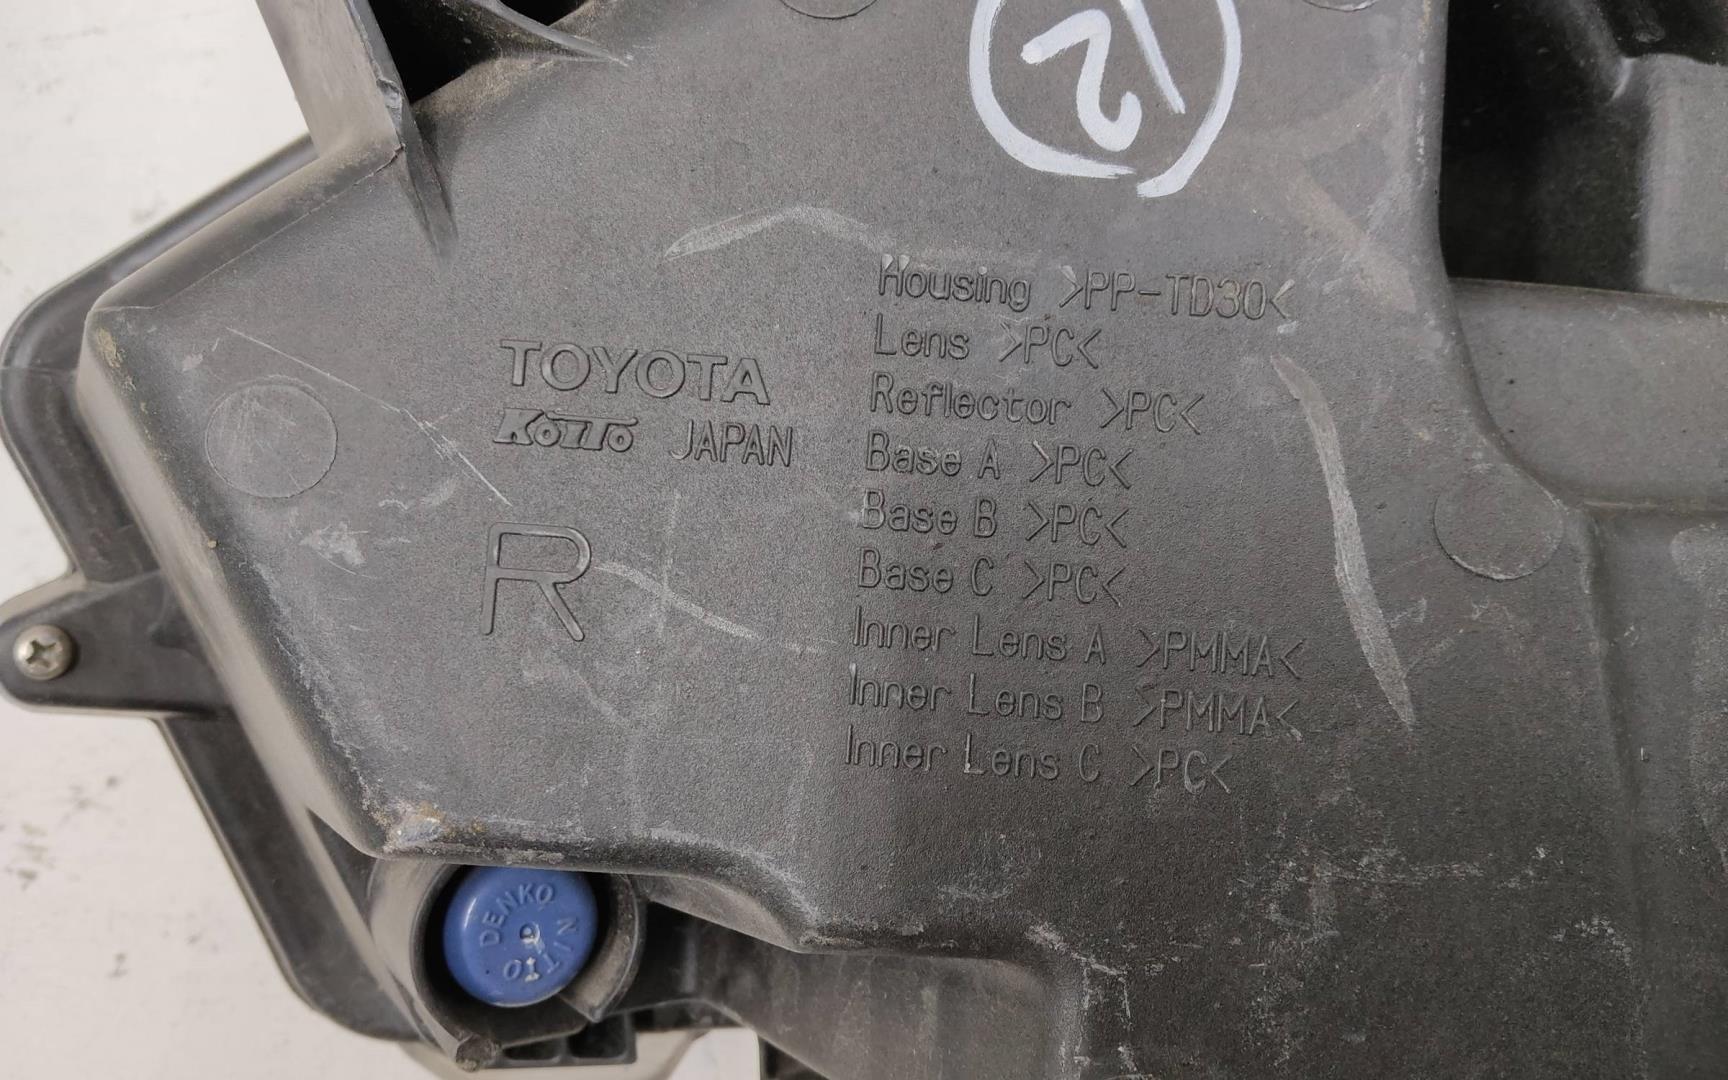 12
TOYOTA
KOITO JAPAN
R
Housing >PP-TD30<
Lens >PC<
Reflector >PC<
Base A >PC<
Base B >PC<
Base C >PC<
Inner Lens A >PMMA<
Inner Lens B >PMMA<
Inner Lens C >PC<
NITTO DENKO